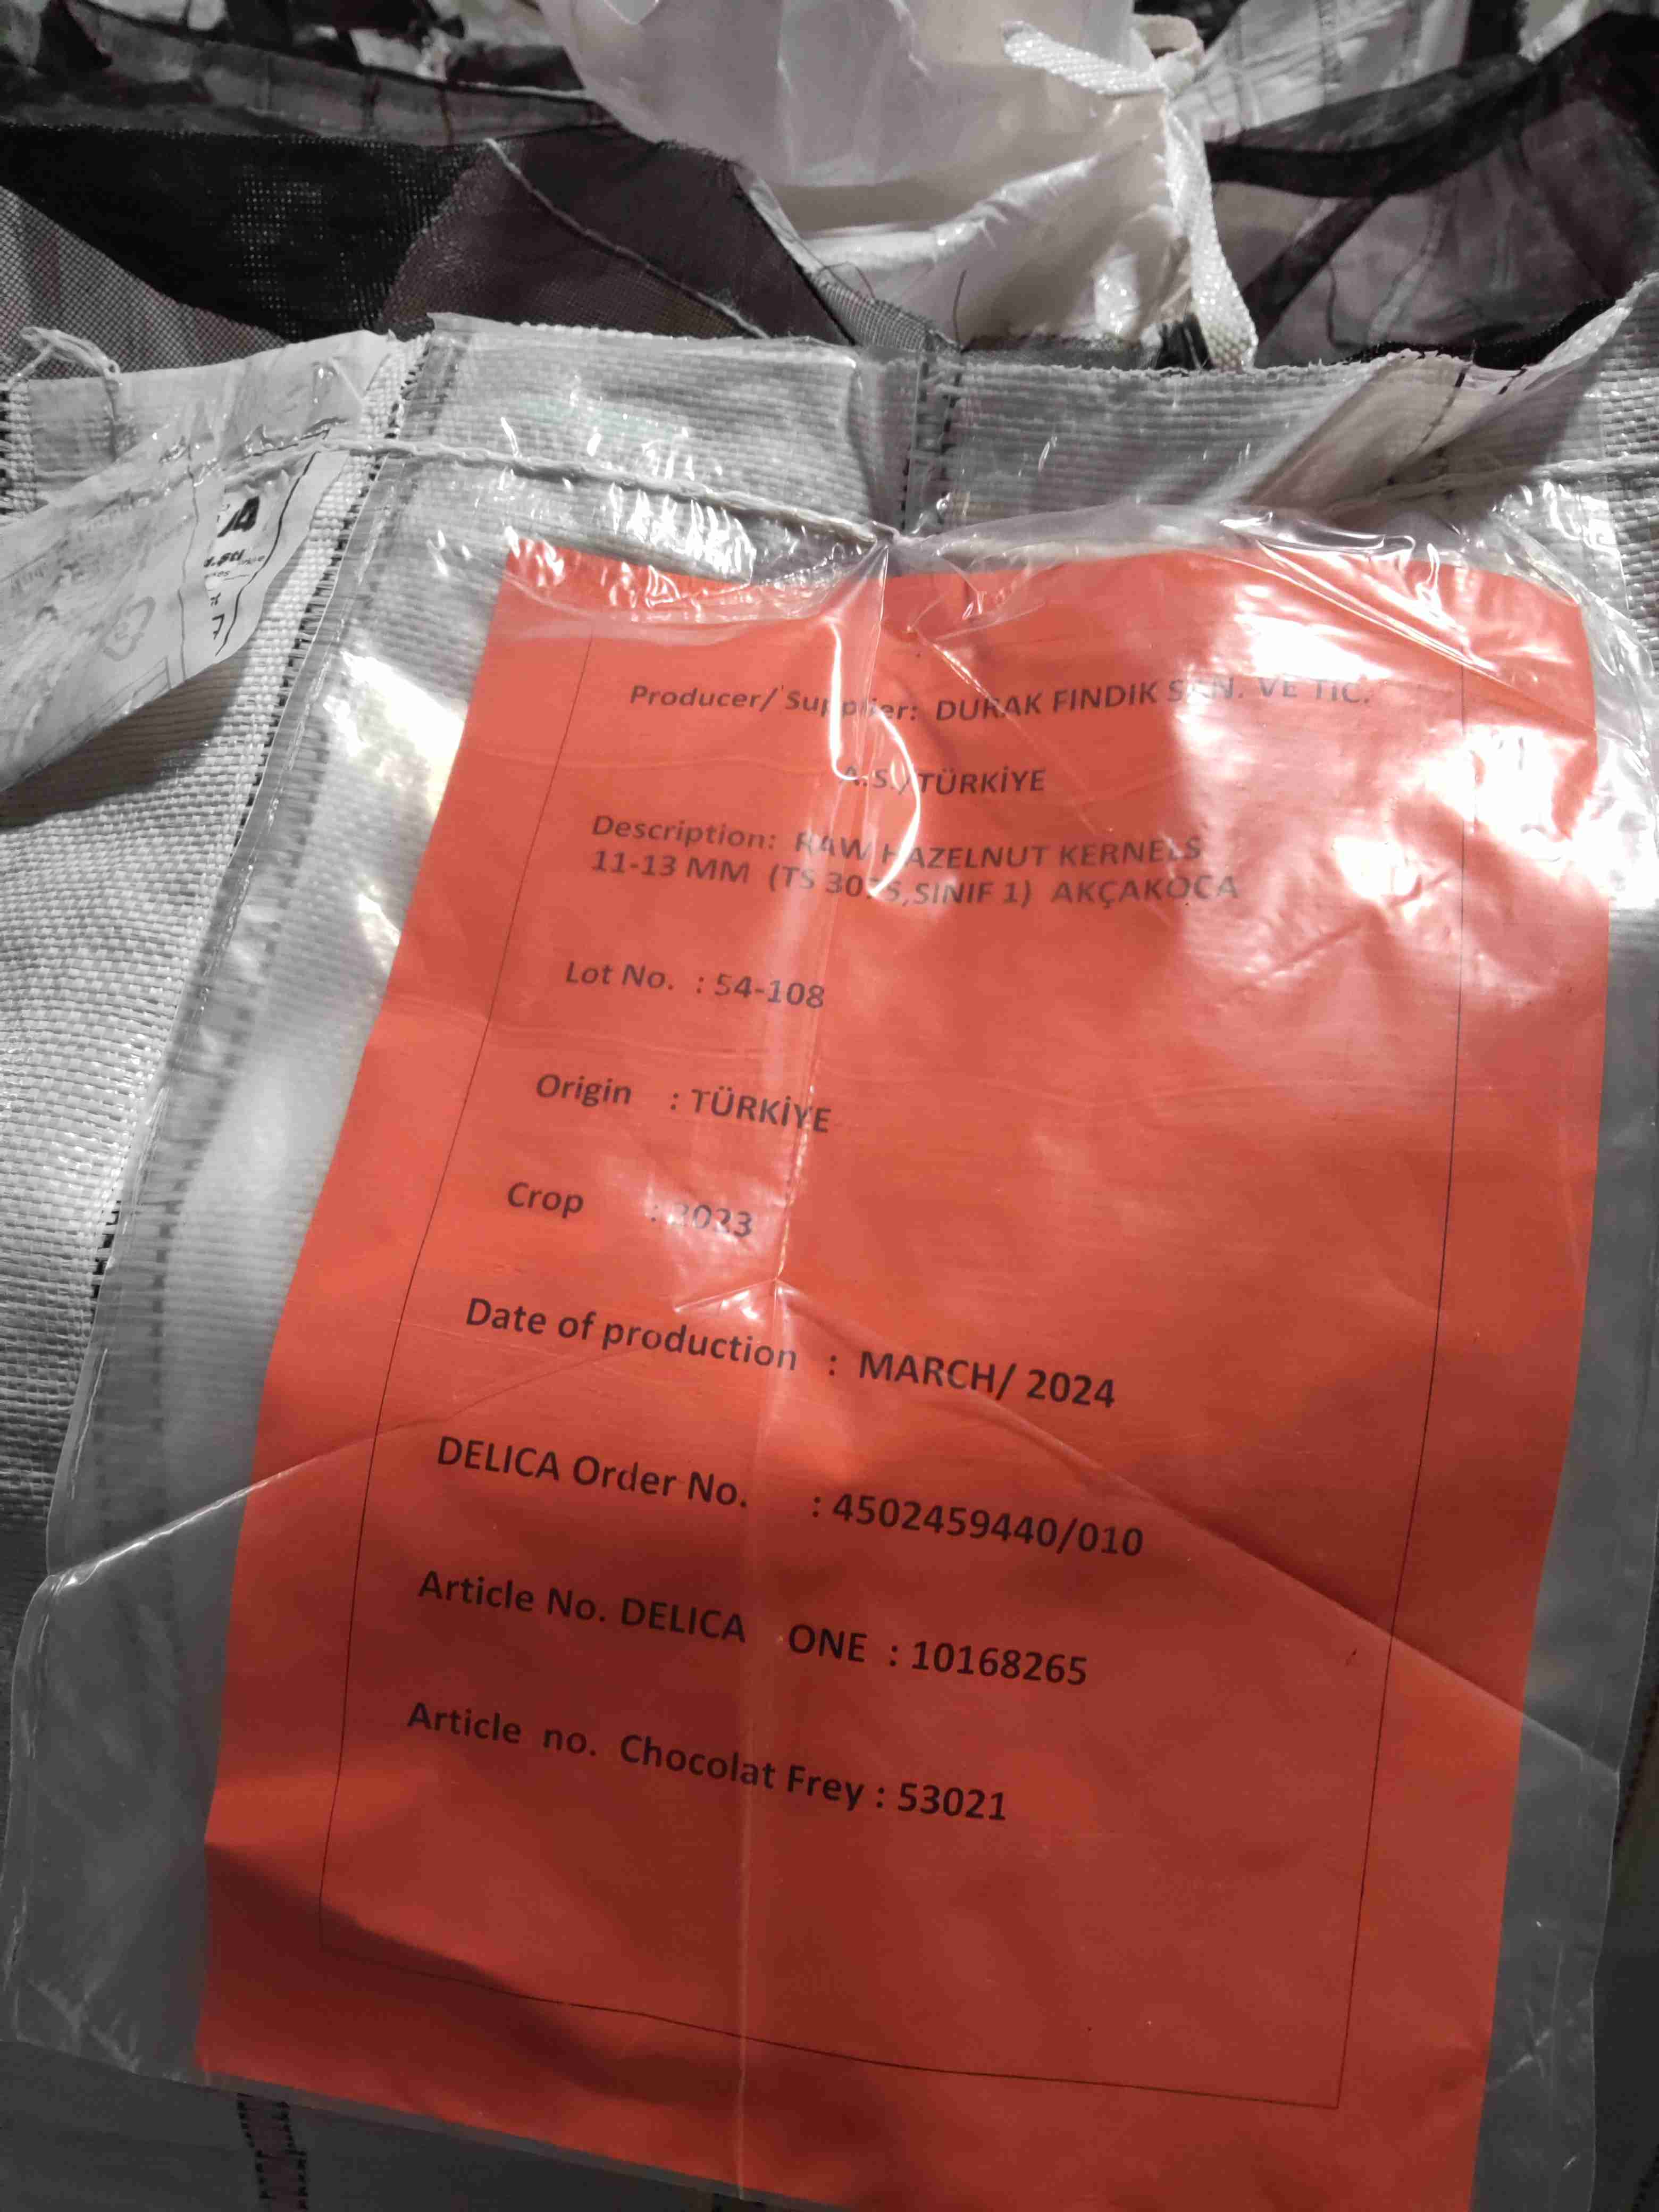 Producer/ Supplier: DURAK FINDIK SAN. VE TIC.
A.S./ TÜRKİYE
Description: RAW HAZELNUT KERNELS
11-13 MM (TS 3075,SINIF 1) AKÇAKOCA
Lot No. : 54-108
Origin : TÜRKİYE
Crop : 2023
Date of production : MARCH/ 2024
DELICA Order No. : 4502459440/010
Article No. DELICA ONE : 10168265
Article no. Chocolat Frey : 53021